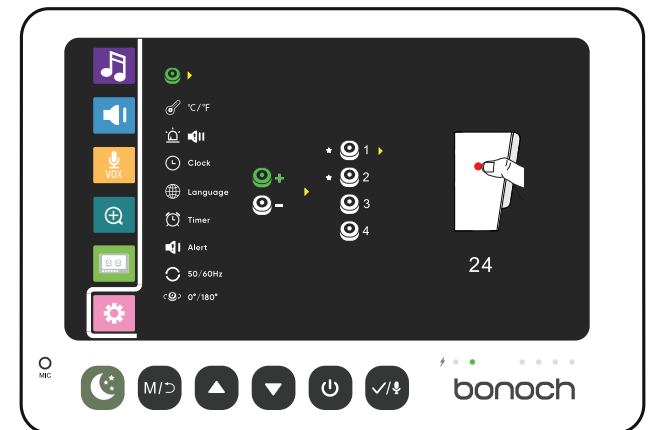 °C/°F
Clock
Language
Timer
Alert
50/60Hz
0°/180°
VOX
+
-
1
2
3
4
24
MIC
M/
bonoch